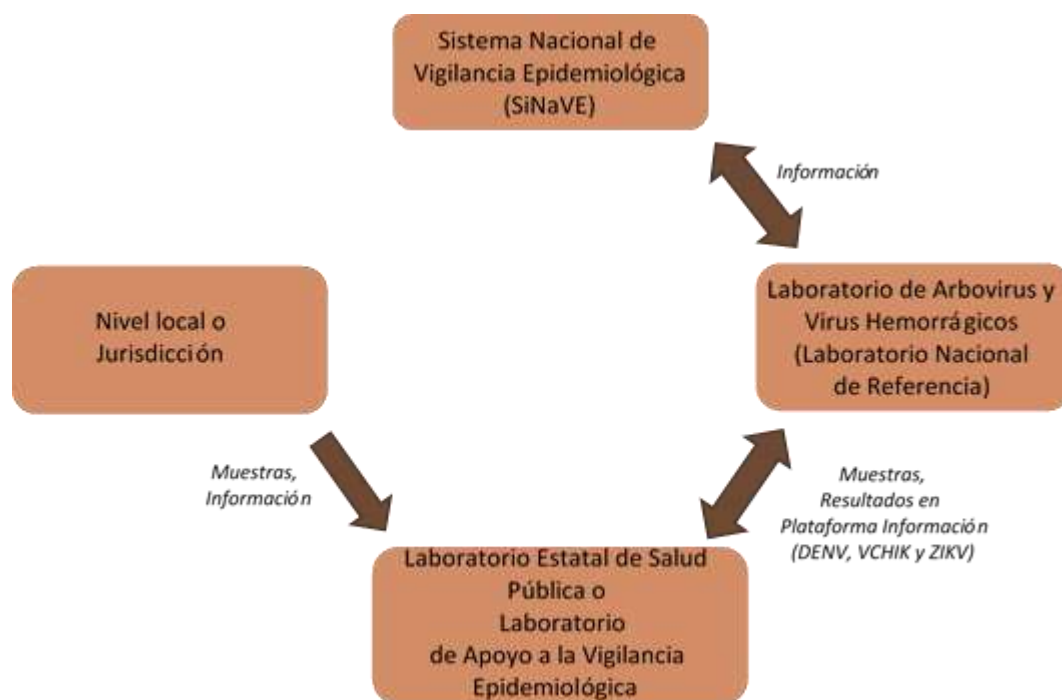 Sistema Nacional de
Vigilancia Epidemiológica
(SiNaVE)
Información
Nivel local o
Jurisdicción
Laboratorio de Arbovirus y
Virus Hemorrágicos
(Laboratorio Nacional
de Referencia)
Muestras,
Información
Muestras,
Resultados en
Plataforma Información
(DENV, VCHIK y ZIKV)
Laboratorio Estatal de Salud
Pública o
Laboratorio
de Apoyo a la Vigilancia
Epidemiológica